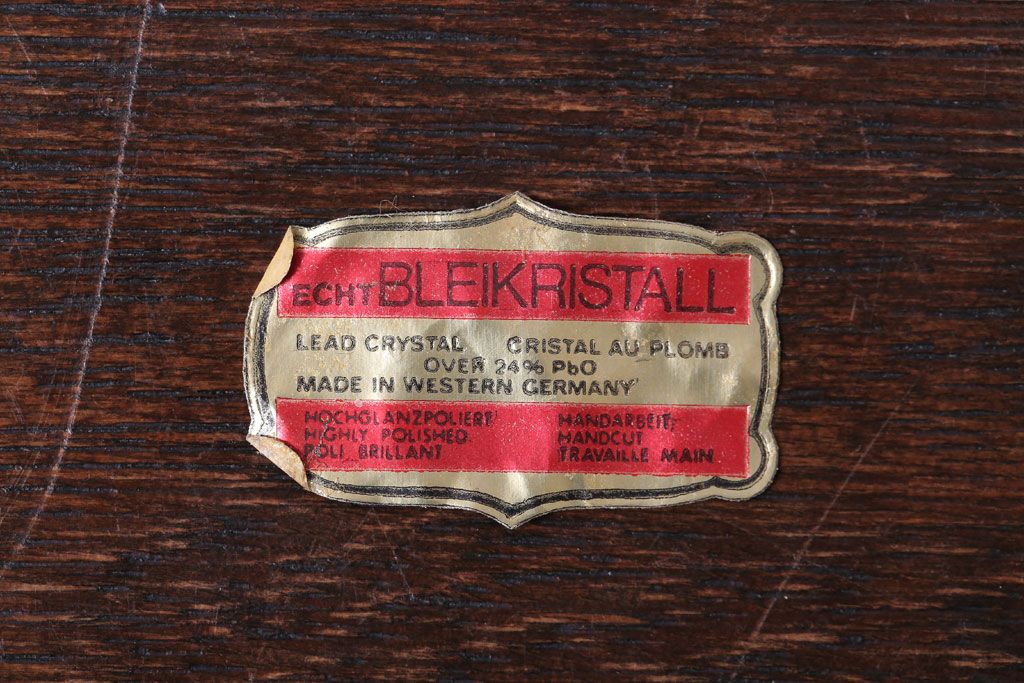 ECHT BLEIKRISTALL
LEAD CRYSTAL CRISTAL AU PLOMB
OVER 24% PbO
MADE IN WESTERN GERMANY
HOCHGLANZPOLIERT HANDARBEIT,
HIGHLY POLISHED HANDCUT
POLI BRILLANT TRAVAILLE MAIN